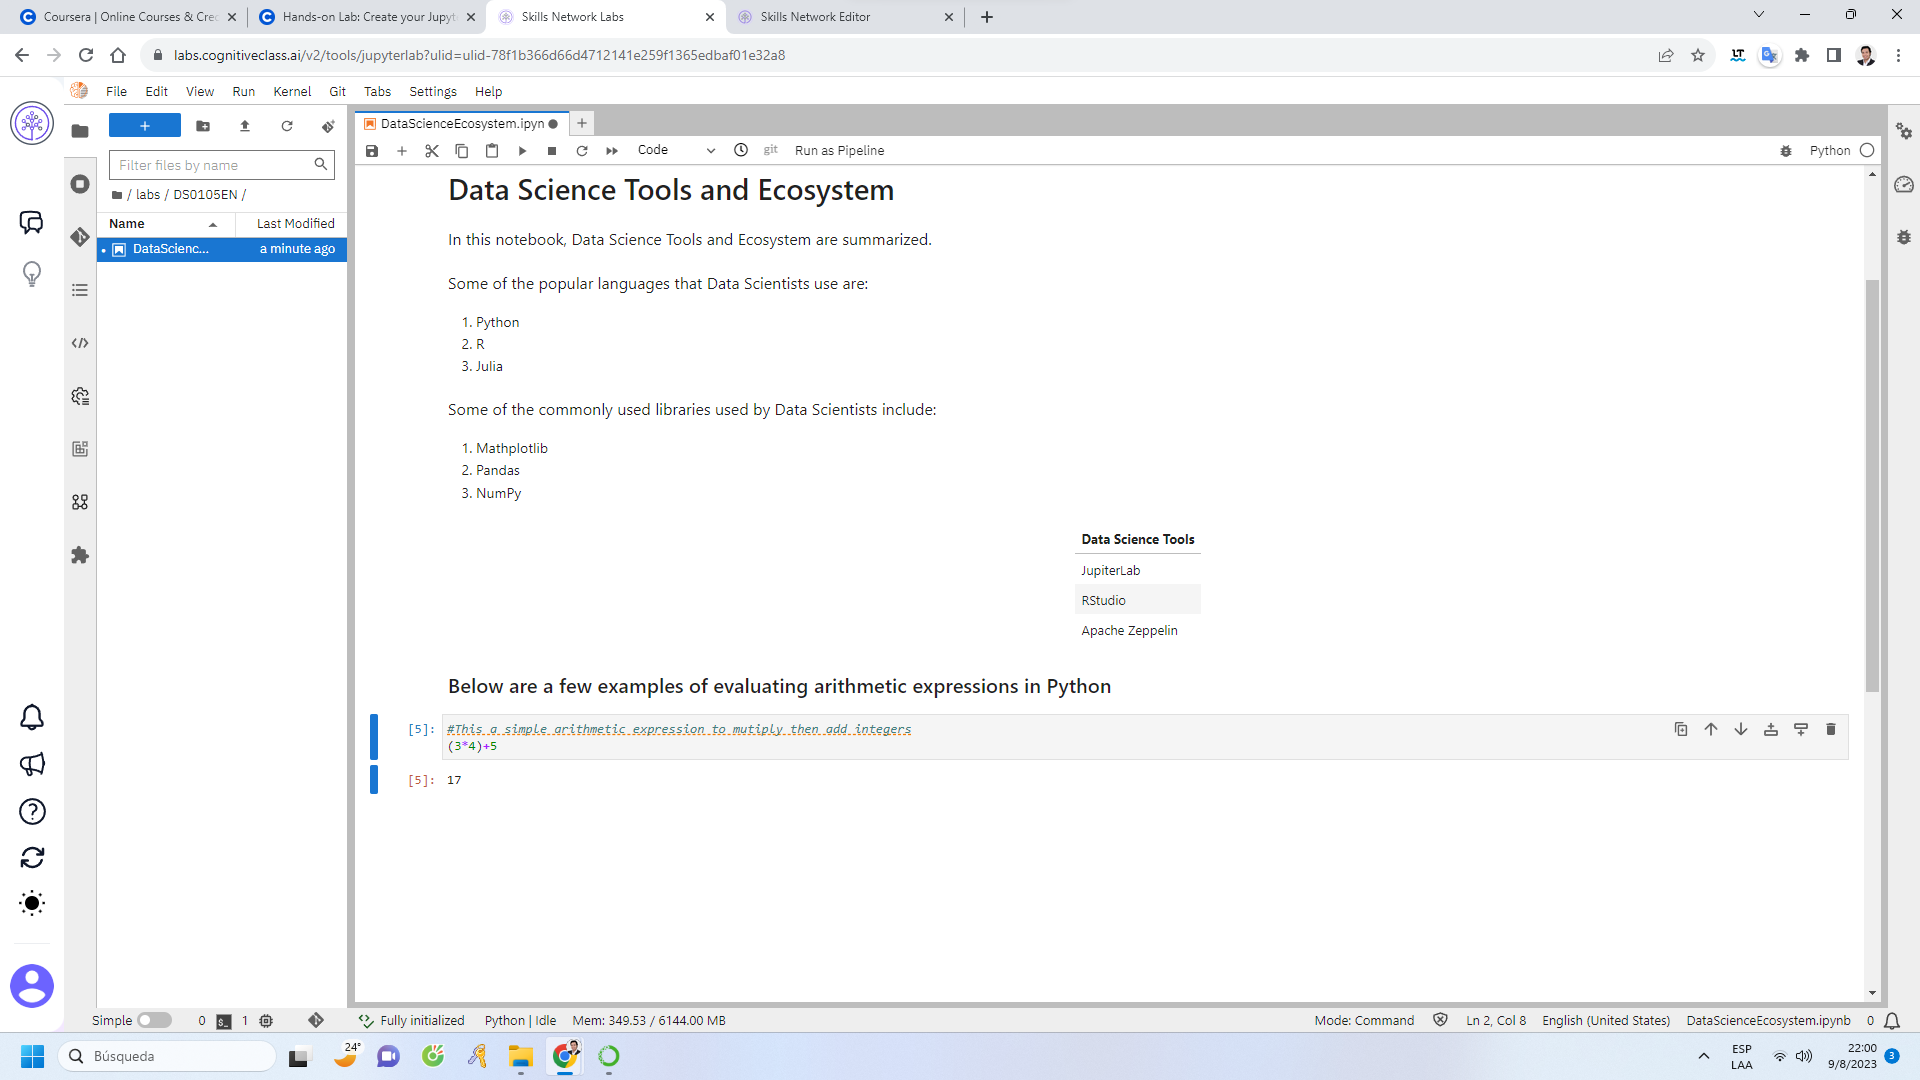 Coursera | Online Courses & Cre
Hands-on Lab: Create your Jupyt
Skills Network Labs
Skills Network Editor
labs.cognitiveclass.ai/v2/tools/jupyterlab?ulid=ulid-78f1b366d66d4712141e259f1365edbaf01e32a8
File Edit View Run Kernel Git Tabs Settings Help
DataScienceEcosystem.ipyn
Code
git
Run as Pipeline
Python
Filter files by name
/ labs / DS0105EN /
Name
Last Modified
DataScienc...
a minute ago
Data Science Tools and Ecosystem
In this notebook, Data Science Tools and Ecosystem are summarized.
Some of the popular languages that Data Scientists use are:
1. Python
2. R
3. Julia
Some of the commonly used libraries used by Data Scientists include:
1. Mathplotlib
2. Pandas
3. NumPy
Data Science Tools
JupiterLab
RStudio
Apache Zeppelin
Below are a few examples of evaluating arithmetic expressions in Python
[5]: #This a simple arithmetic expression to mutiply then add integers
(3*4)+5
[5]: 17
Simple 0 1 Fully initialized Python | Idle Mem: 349.53 / 6144.00 MB
Mode: Command Ln 2, Col 8 English (United States) DataScienceEcosystem.ipynb 0
Búsqueda
24°
ESP
LAA
22:00
9/8/2023
3